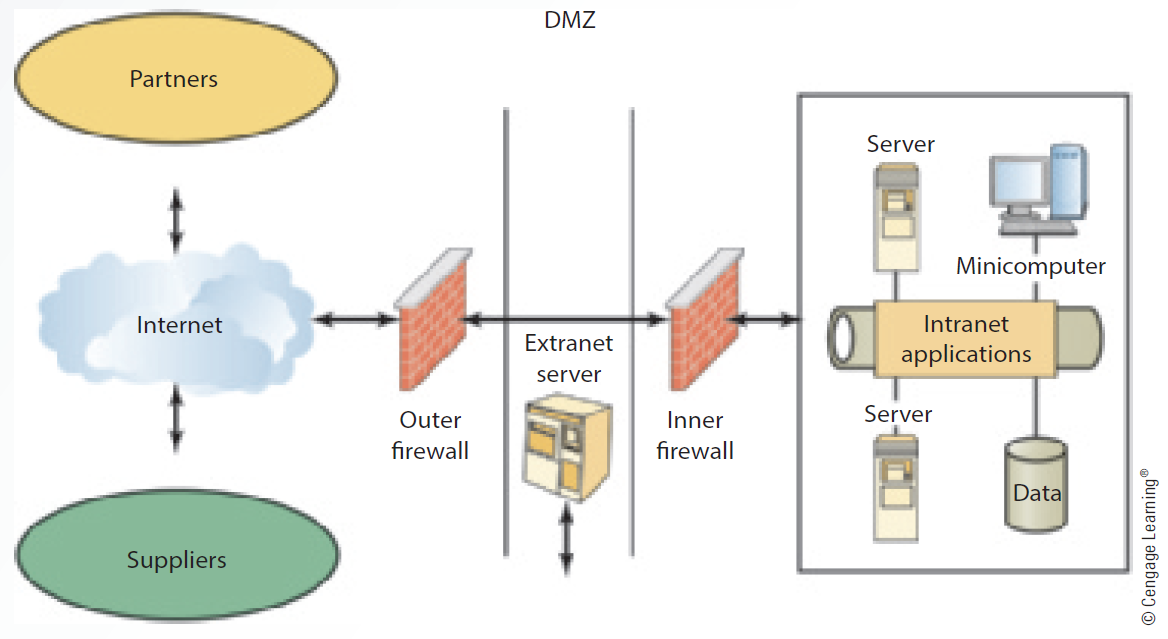 DMZ
Partners
Internet
Suppliers
Outer
firewall
Extranet
server
Inner
firewall
Server
Minicomputer
Intranet
applications
Server
Data
© Cengage Learning®